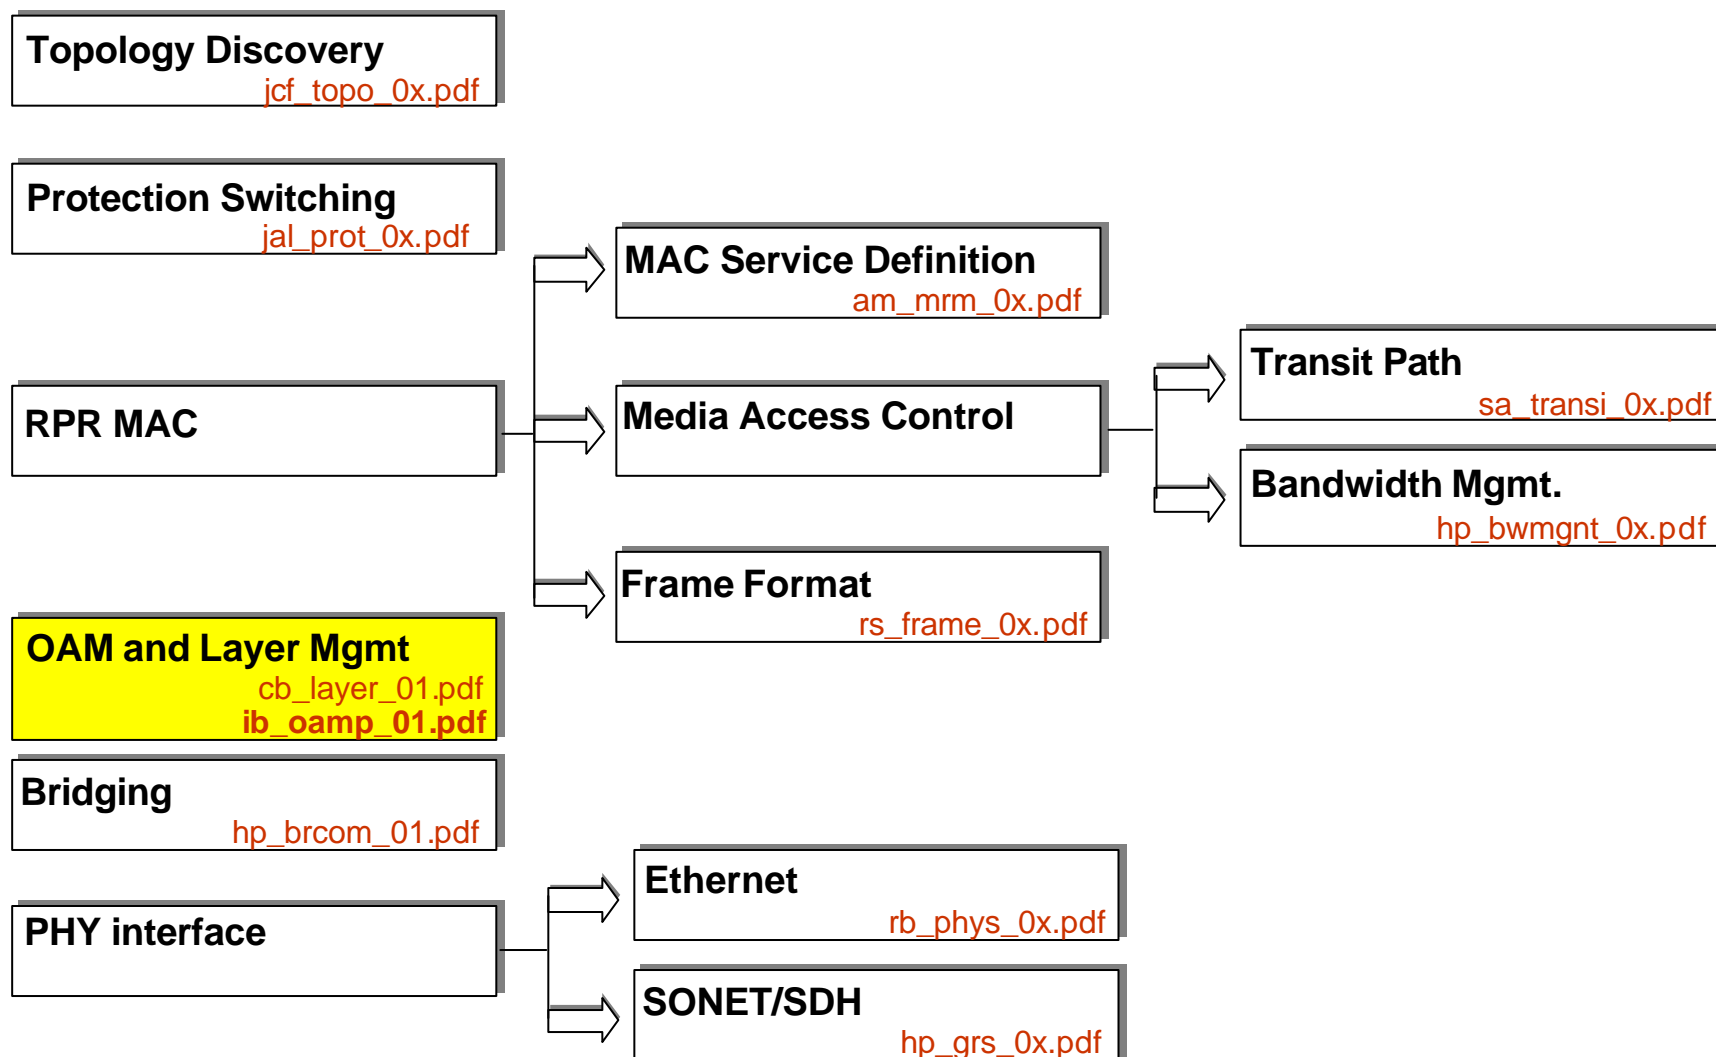 Topology Discovery
jcf_topo_0x.pdf
Protection Switching
jal_prot_0x.pdf
MAC Service Definition
am_mrm_0x.pdf
Transit Path
sa_transi_0x.pdf
RPR MAC
Media Access Control
Bandwidth Mgmt.
hp_bwmgnt_0x.pdf
Frame Format
rs_frame_0x.pdf
OAM and Layer Mgmt
cb_layer_01.pdf
ib_oamp_01.pdf
Bridging
hp_brcom_01.pdf
Ethernet
rb_phys_0x.pdf
PHY interface
SONET/SDH
hp_grs_0x.pdf